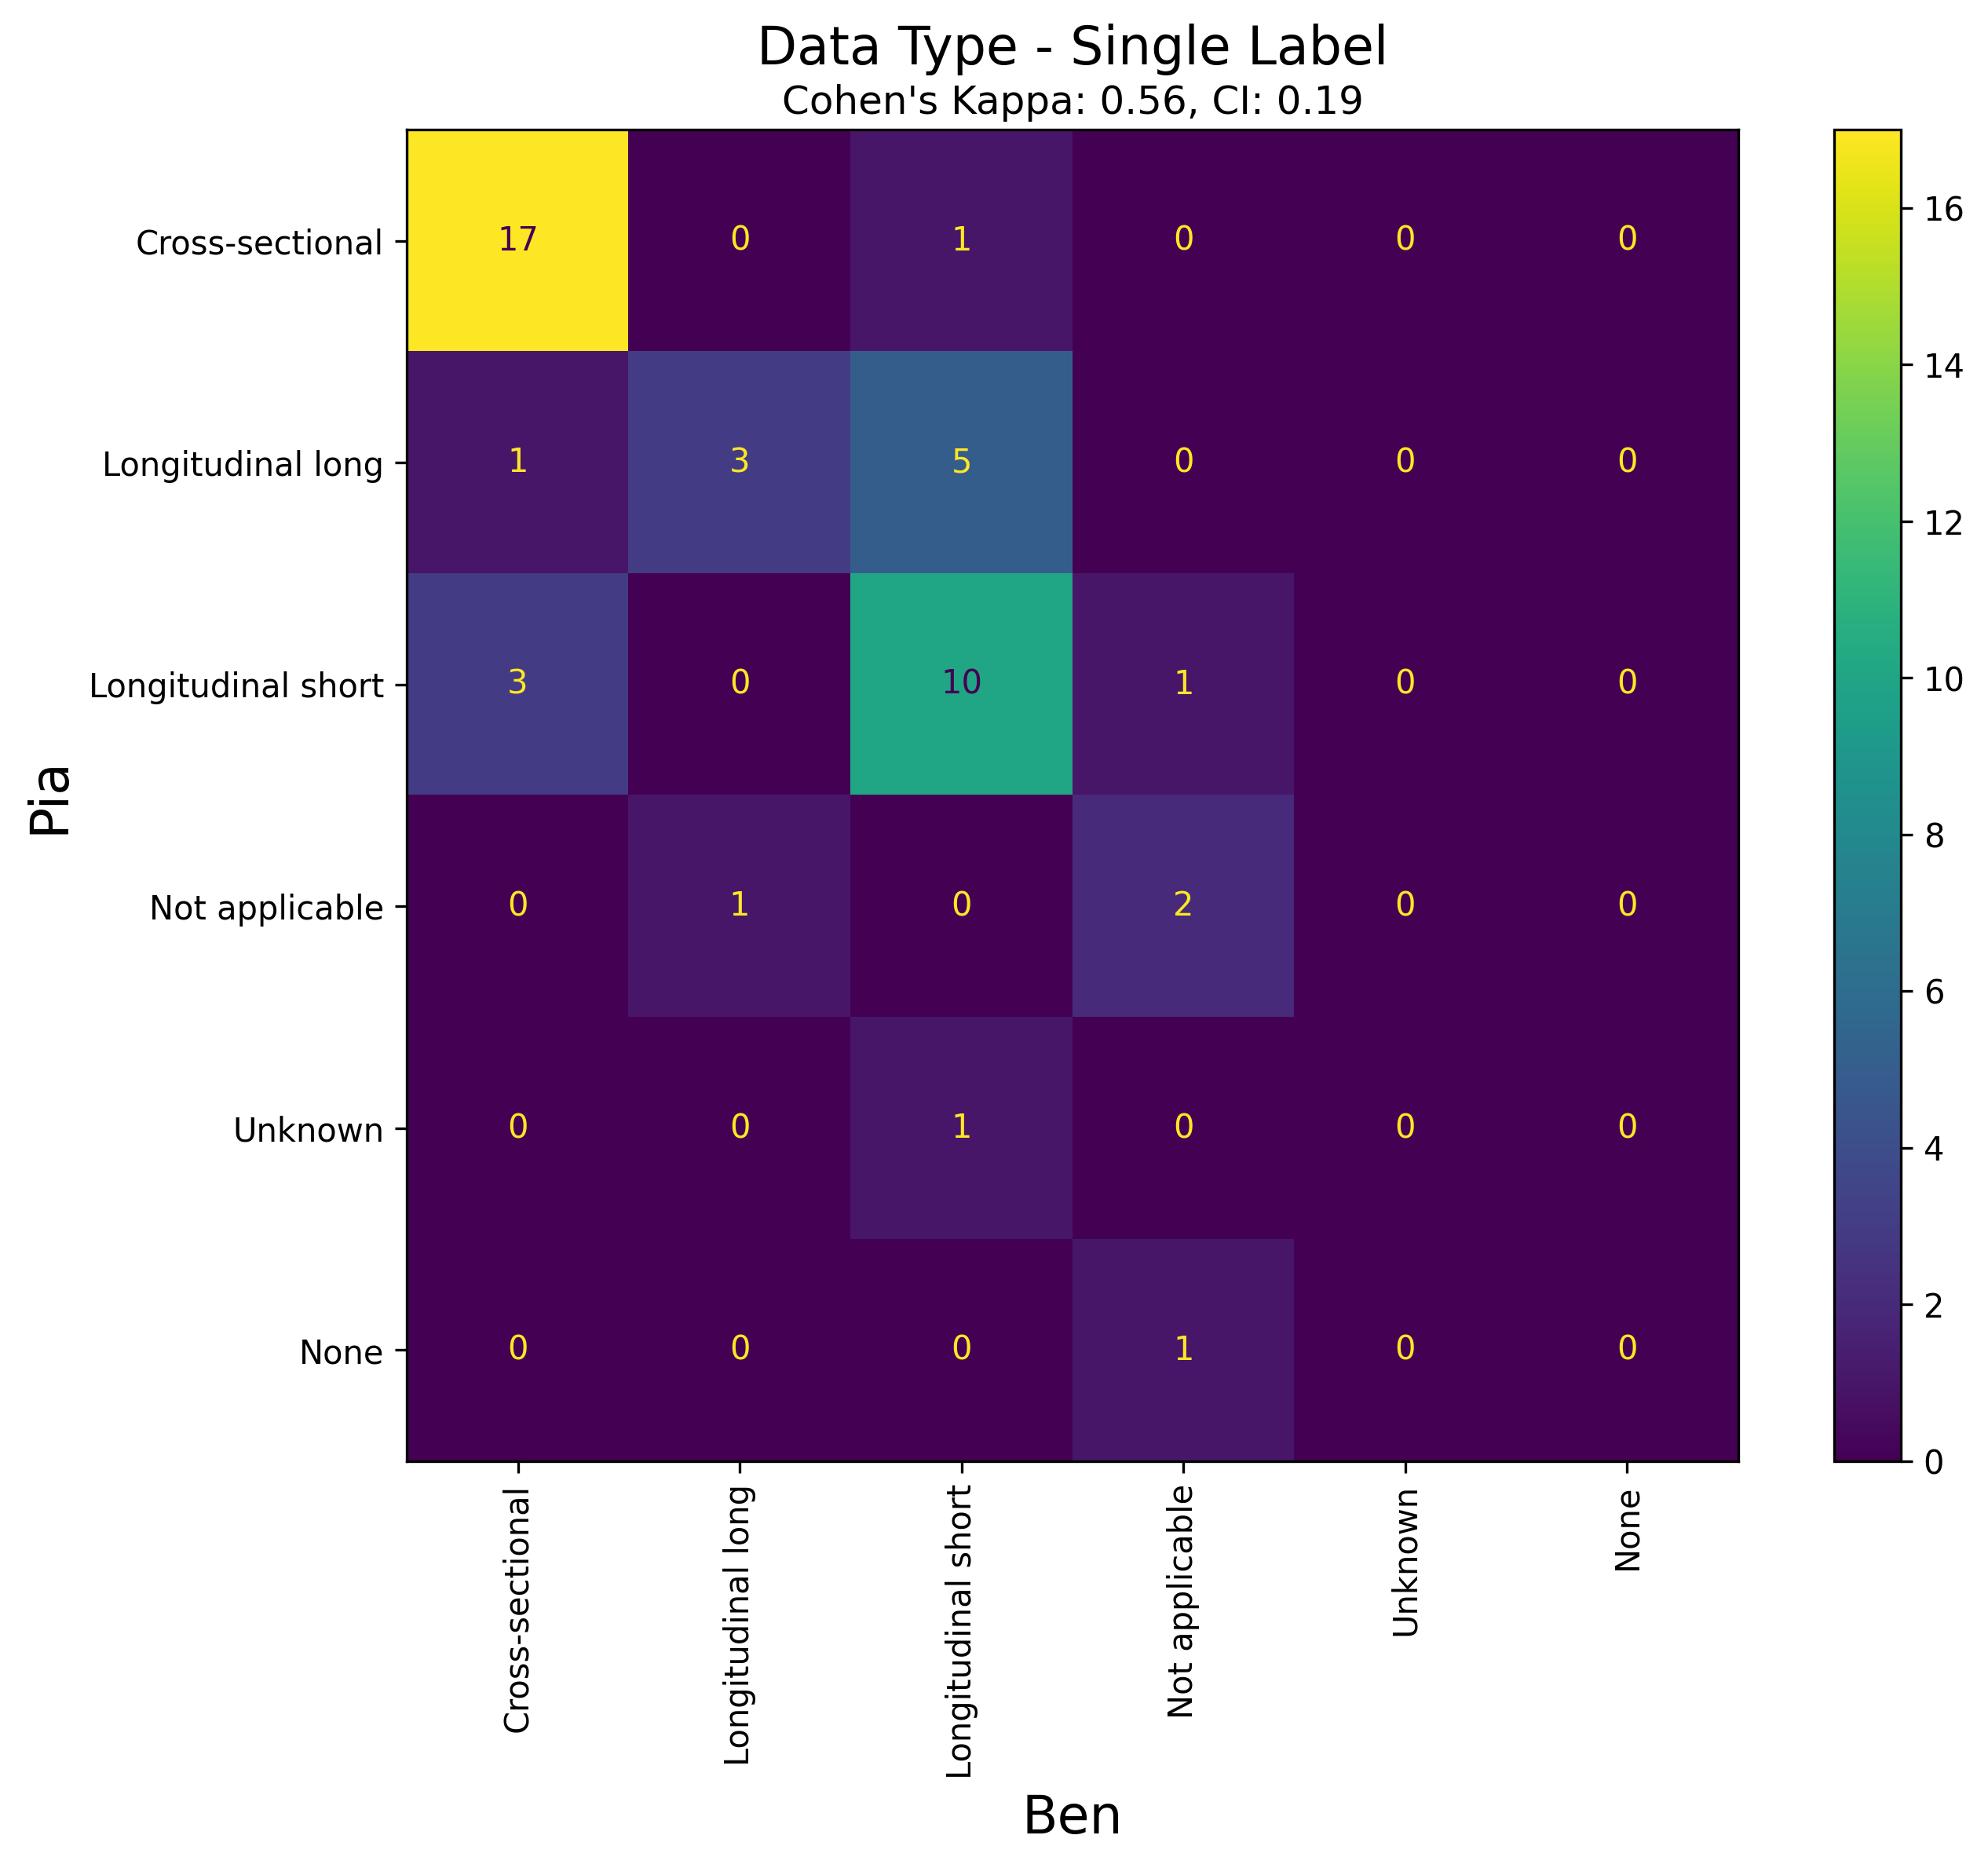 Data Type - Single Label
Cohen's Kappa: 0.56, CI: 0.19
Cross-sectional 17 0 1 0 0 0
Longitudinal long 1 3 5 0 0 0
Longitudinal short 3 0 10 1 0 0
Not applicable 0 1 0 2 0 0
Unknown 0 0 1 0 0 0
None 0 0 0 1 0 0
Pia
Cross-sectional
Longitudinal long
Longitudinal short
Not applicable
Unknown
None
Ben
16
14
12
10
8
6
4
2
0